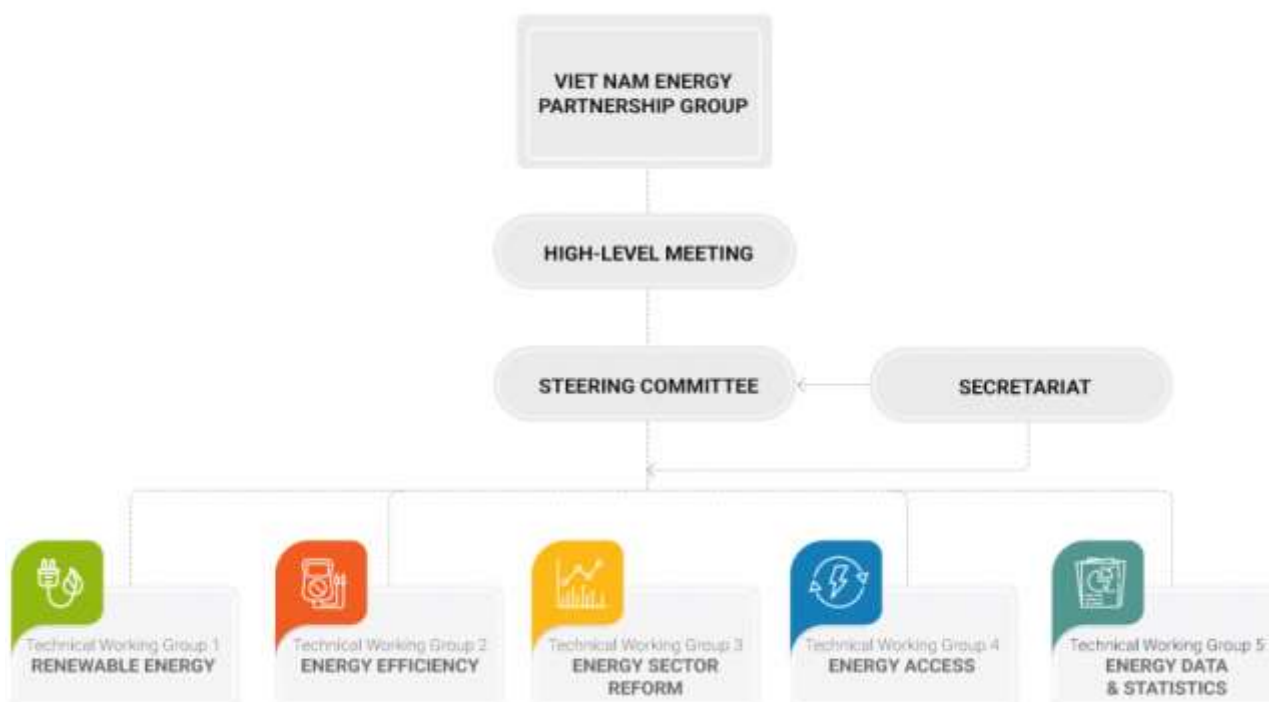 VIET NAM ENERGY
PARTNERSHIP GROUP
HIGH-LEVEL MEETING
STEERING COMMITTEE
SECRETARIAT
Technical Working Group 1
RENEWABLE ENERGY
Technical Working Group 2
ENERGY EFFICIENCY
Technical Working Group 3
ENERGY SECTOR
REFORM
Technical Working Group 4
ENERGY ACCESS
Technical Working Group 5
ENERGY DATA
& STATISTICS